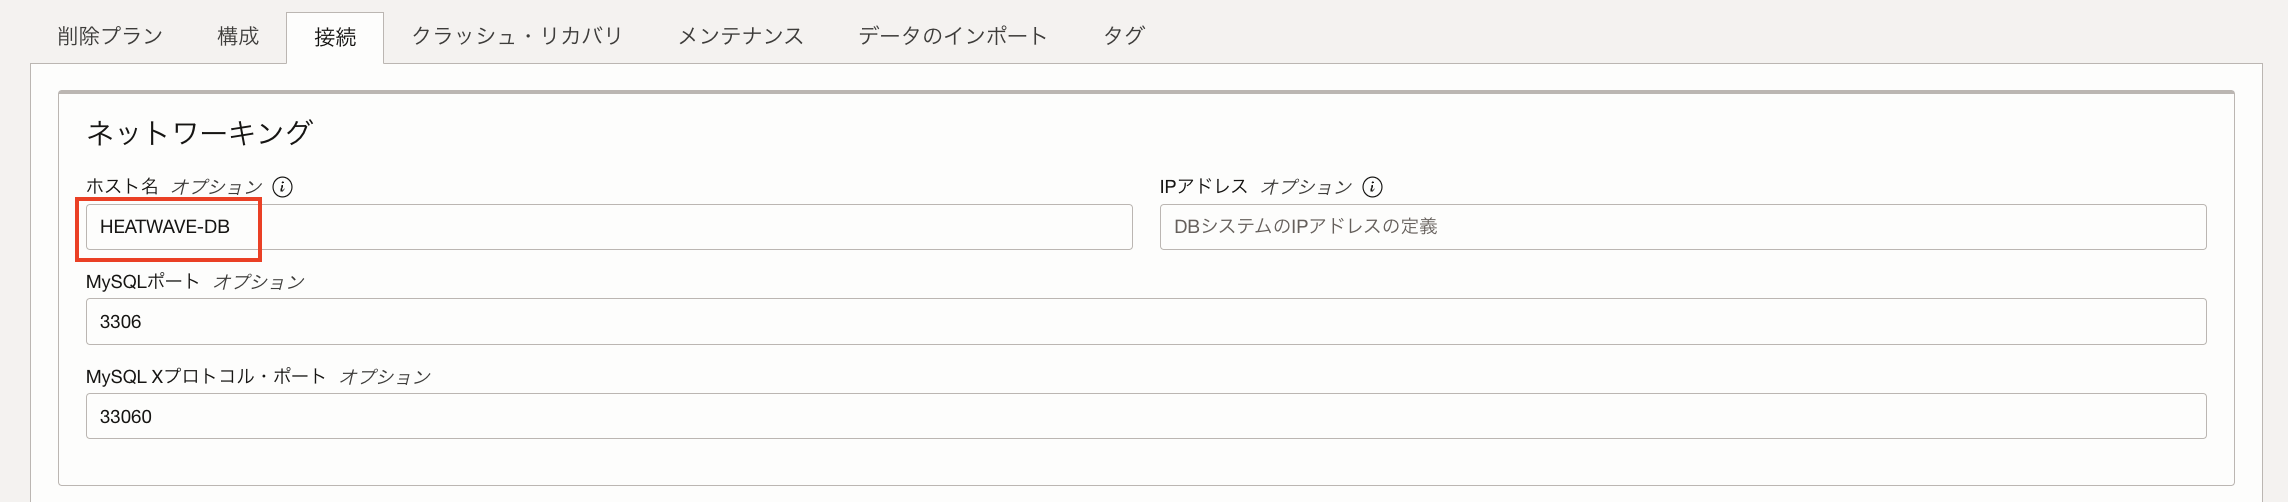 削除プラン 構成 接続 クラッシュ・リカバリ メンテナンス データのインポート タグ
ネットワーキング
ホスト名 オプション i IPアドレス オプション i
HEATWAVE-DB DBシステムのIPアドレスの定義
MySQLポート オプション
3306
MySQL Xプロトコル・ポート オプション
33060